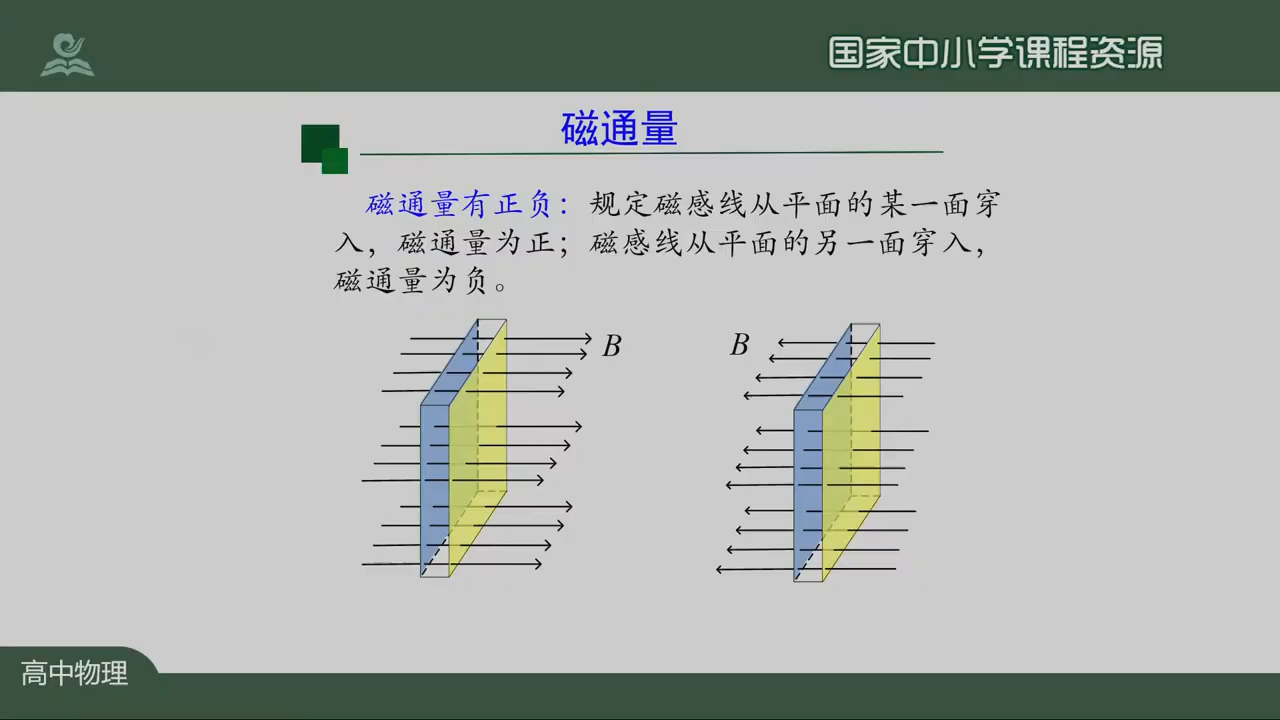 国家中小学课程资源
磁通量
磁通量有正负：规定磁感线从平面的某一面穿
入，磁通量为正；磁感线从平面的另一面穿入，
磁通量为负。
B
B
高中物理